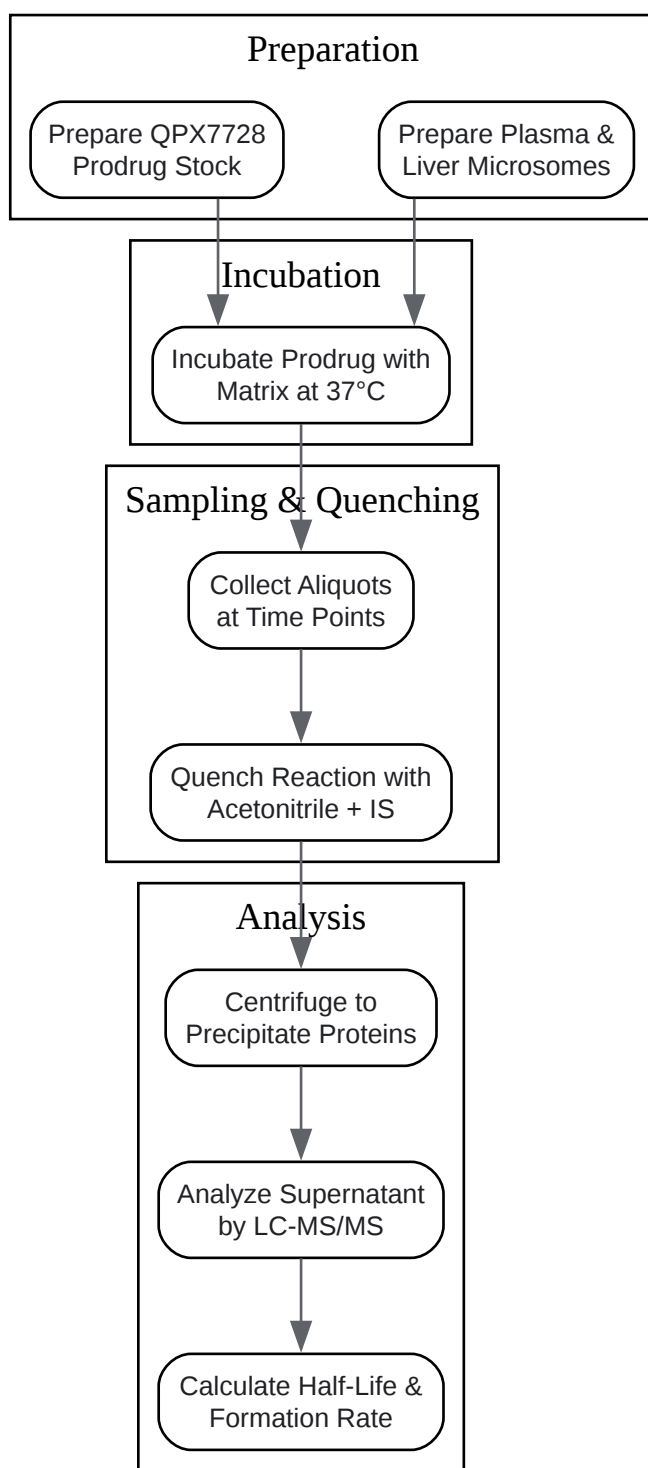 Preparation
Prepare QPX7728
Prodrug Stock
Prepare Plasma &
Liver Microsomes
Incubation
Incubate Prodrug with
Matrix at 37°C
Sampling & Quenching
Collect Aliquots
at Time Points
Quench Reaction with
Acetonitrile + IS
Analysis
Centrifuge to
Precipitate Proteins
Analyze Supernatant
by LC-MS/MS
Calculate Half-Life &
Formation Rate